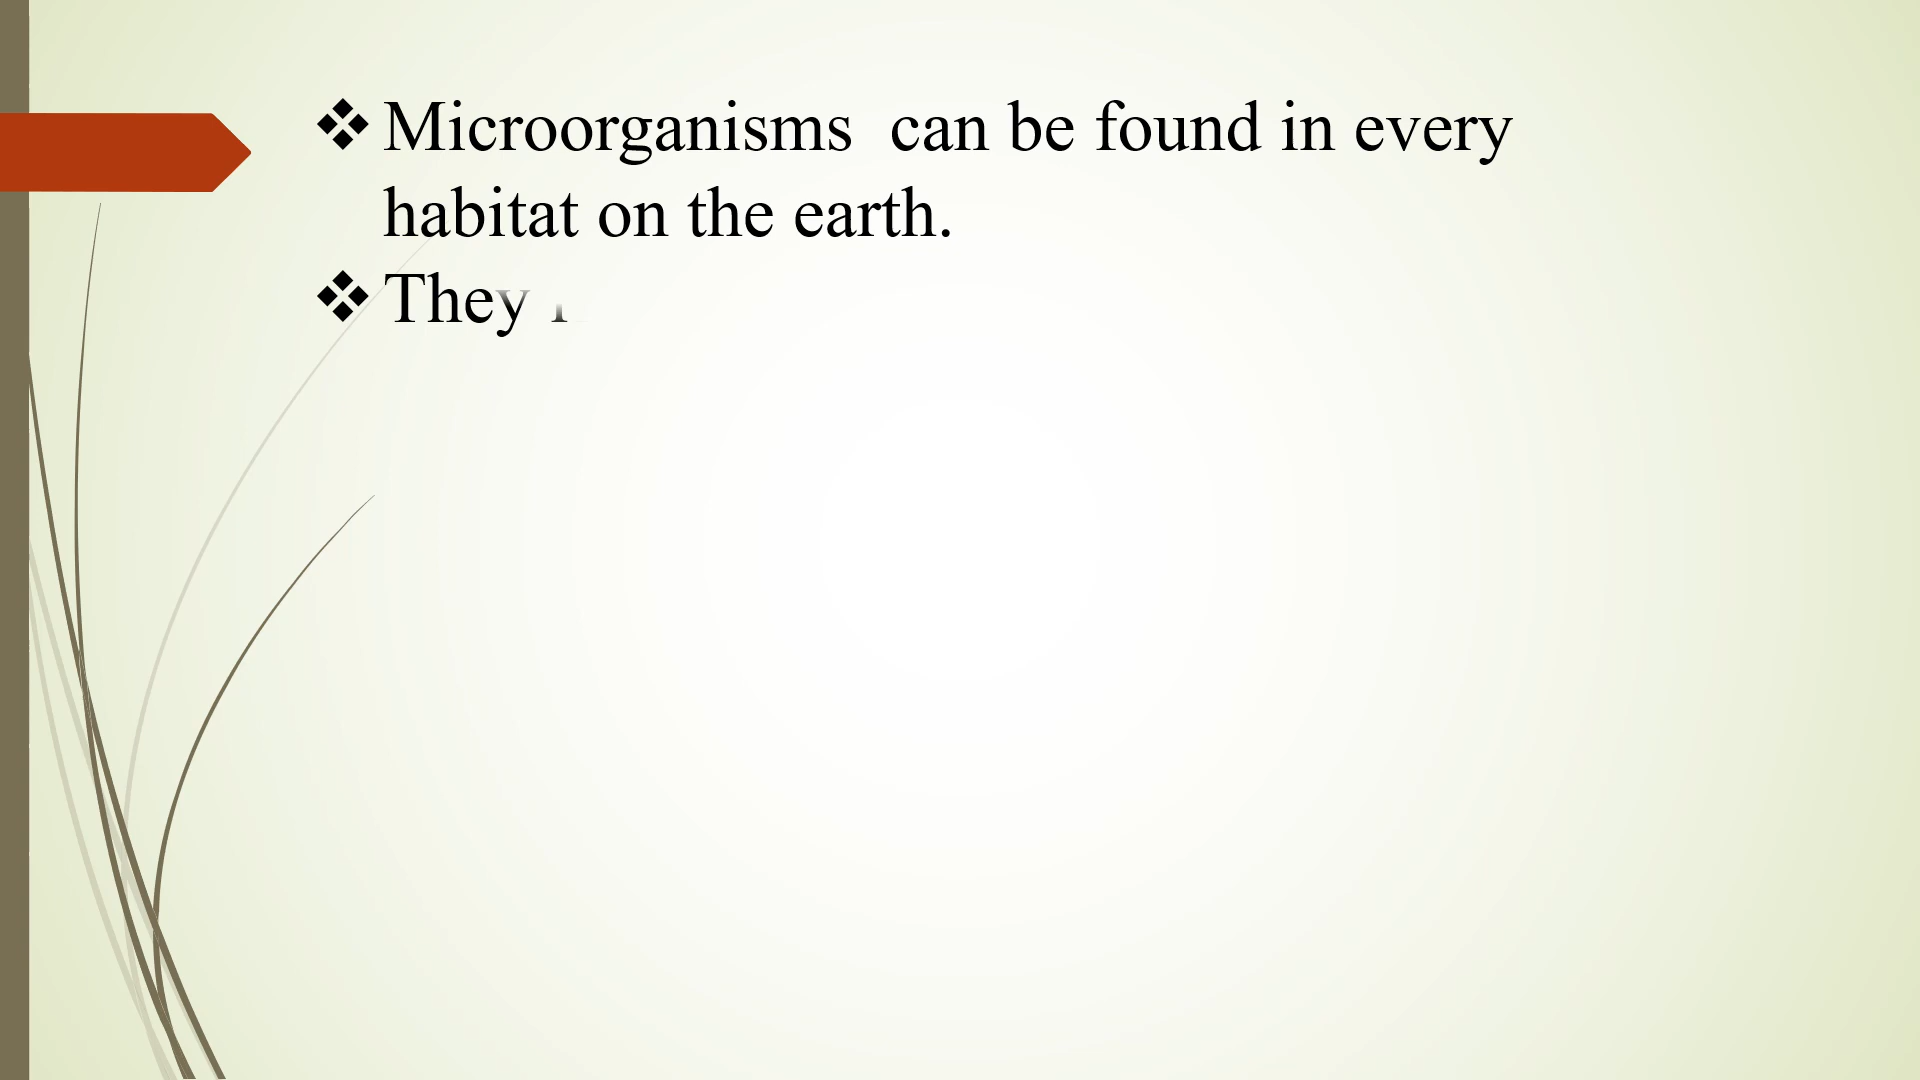 ❖ Microorganisms  can be found in every
habitat on the earth.
❖ They